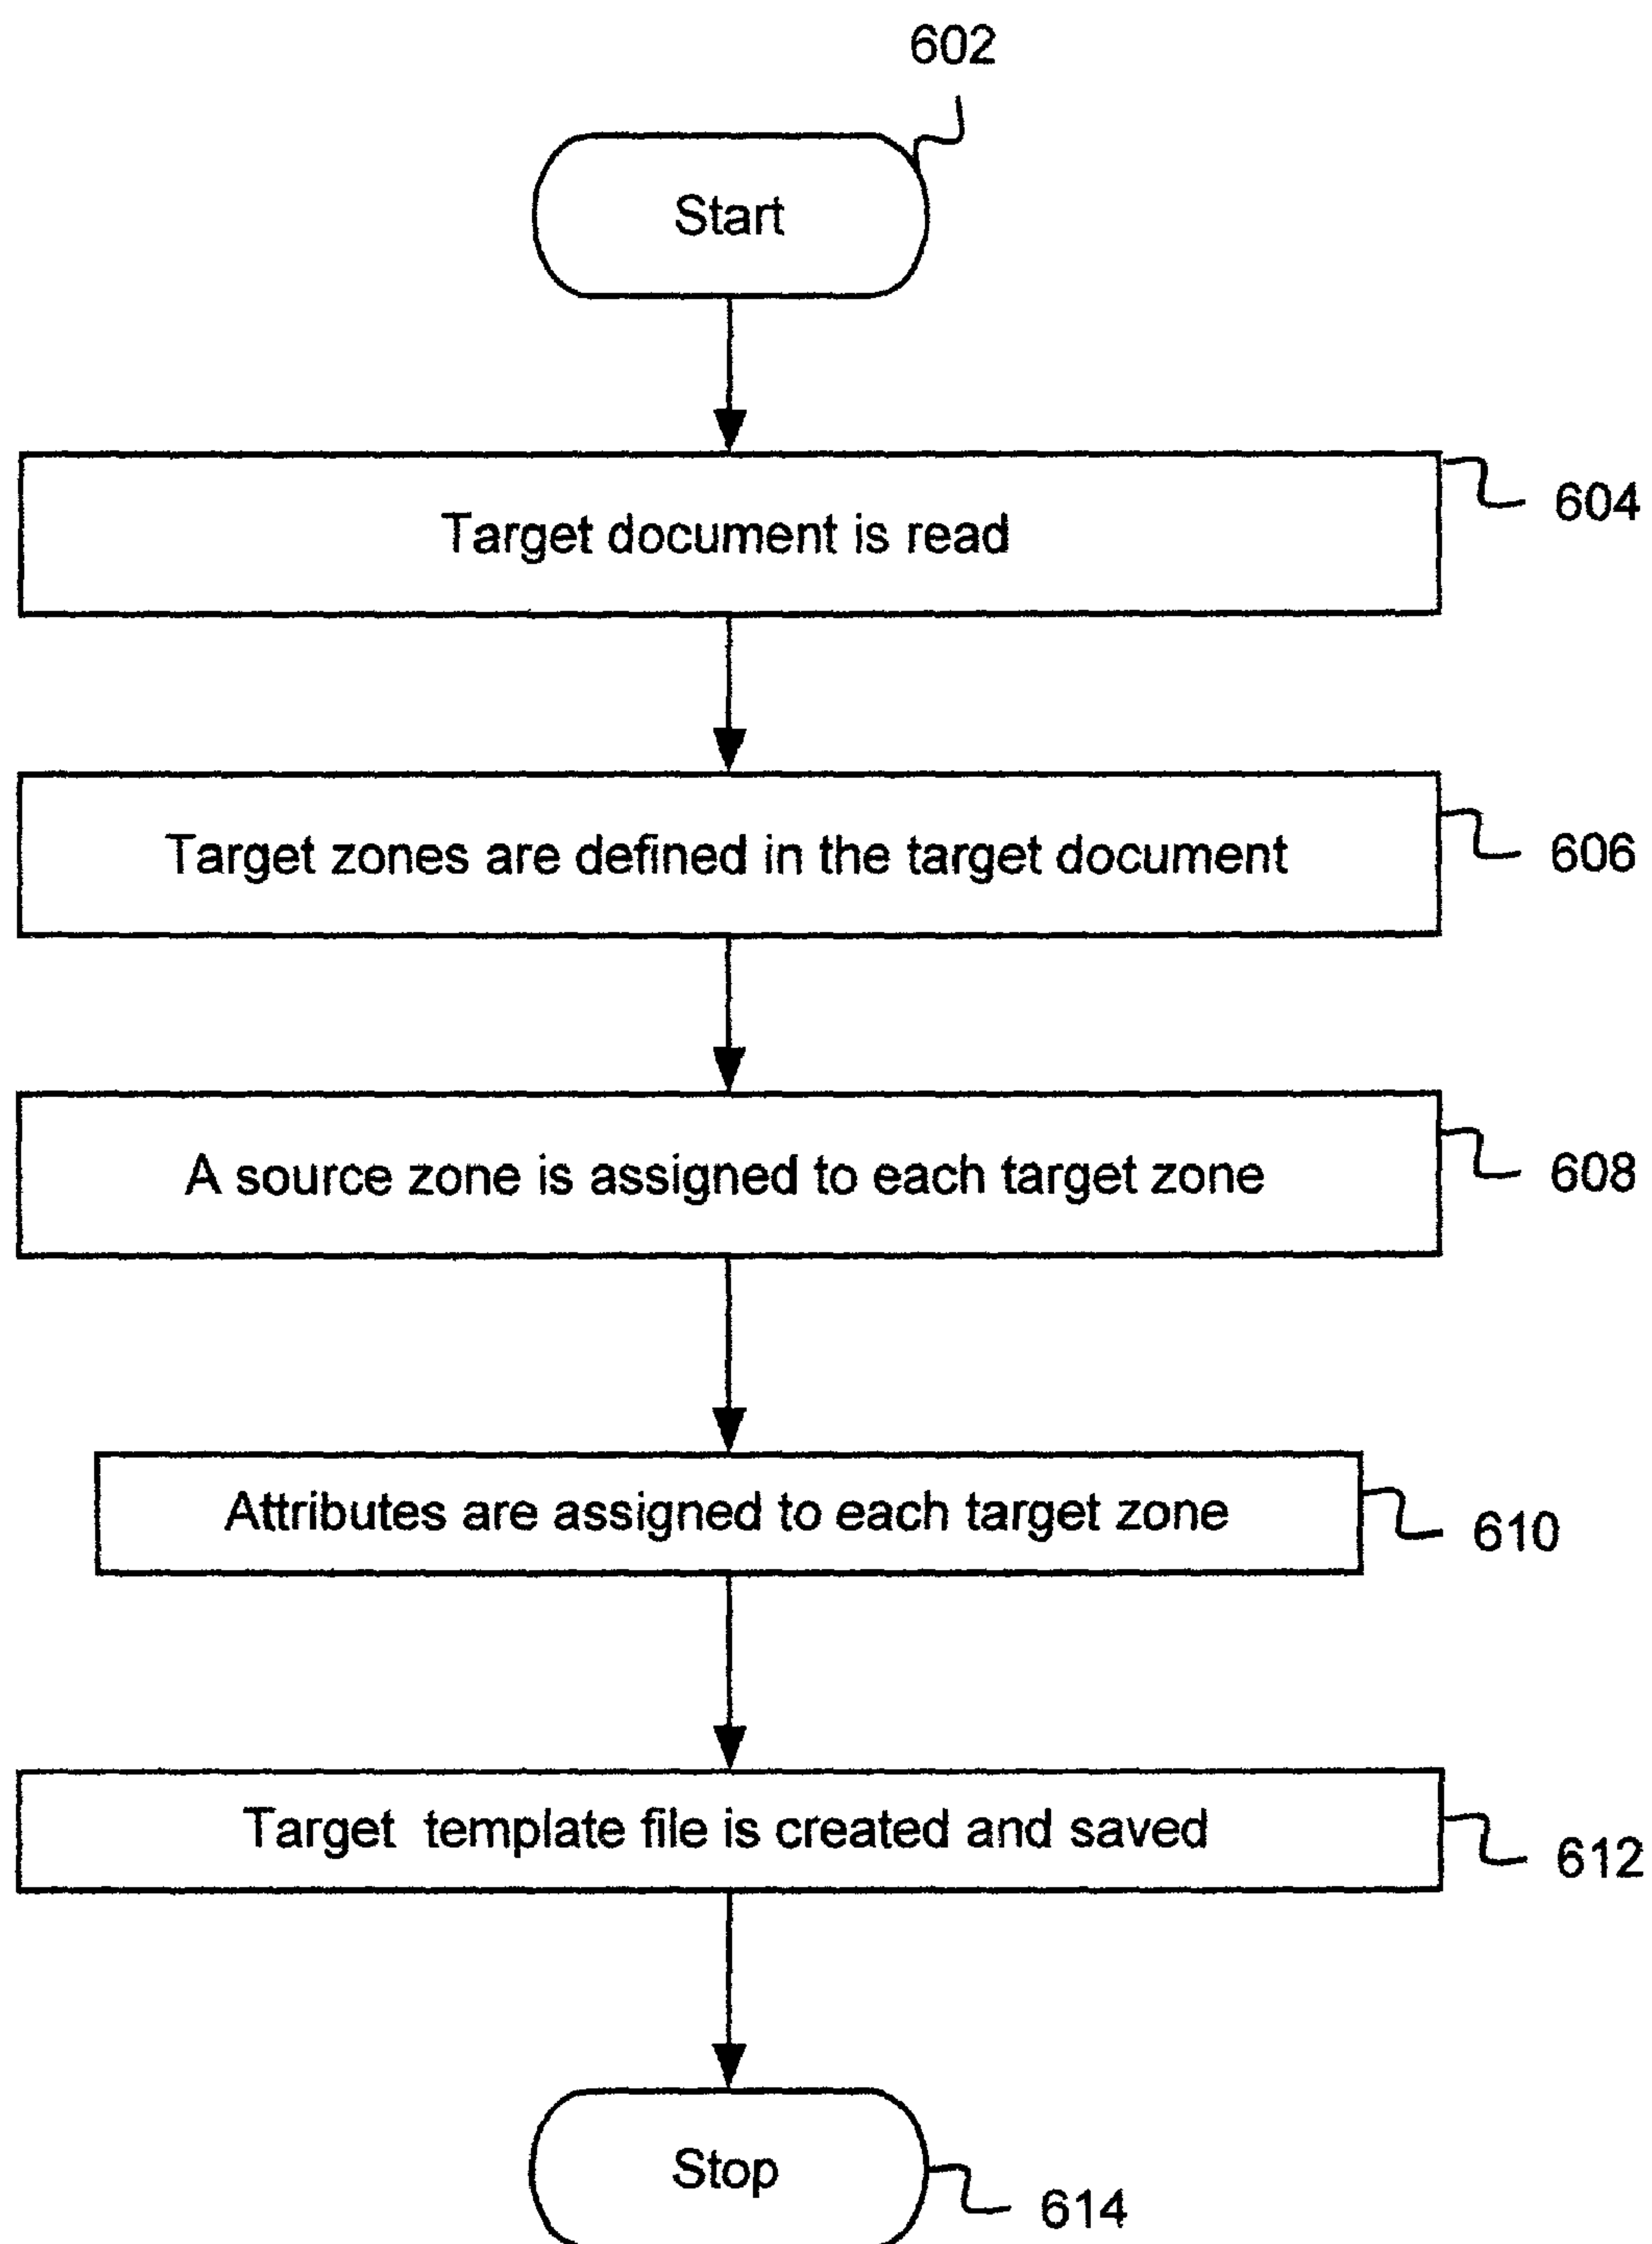 602
Start
Target document is read
604
Target zones are defined in the target document
606
A source zone is assigned to each target zone
608
Attributes are assigned to each target zone
610
Target template file is created and saved
612
Stop
614